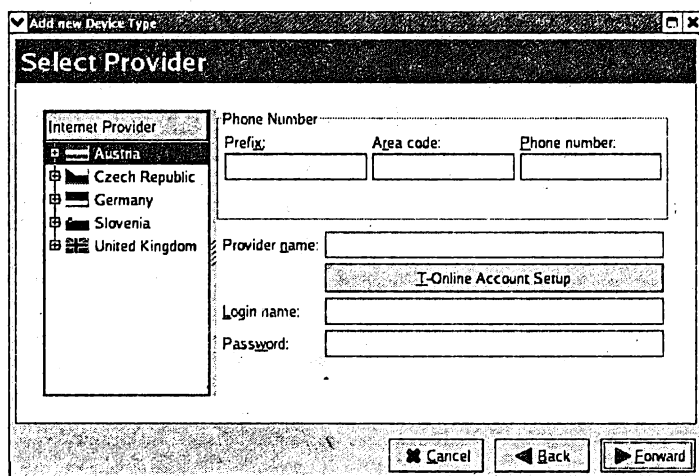 Add new Device Type
Select Provider
Internet Provider
Austria
Czech Republic
Germany
Slovenia
United Kingdom
Phone Number
Prefix:
Area code:
Phone number:
Provider name:
T-Online Account Setup
Login name:
Password:
Cancel
Back
Forward